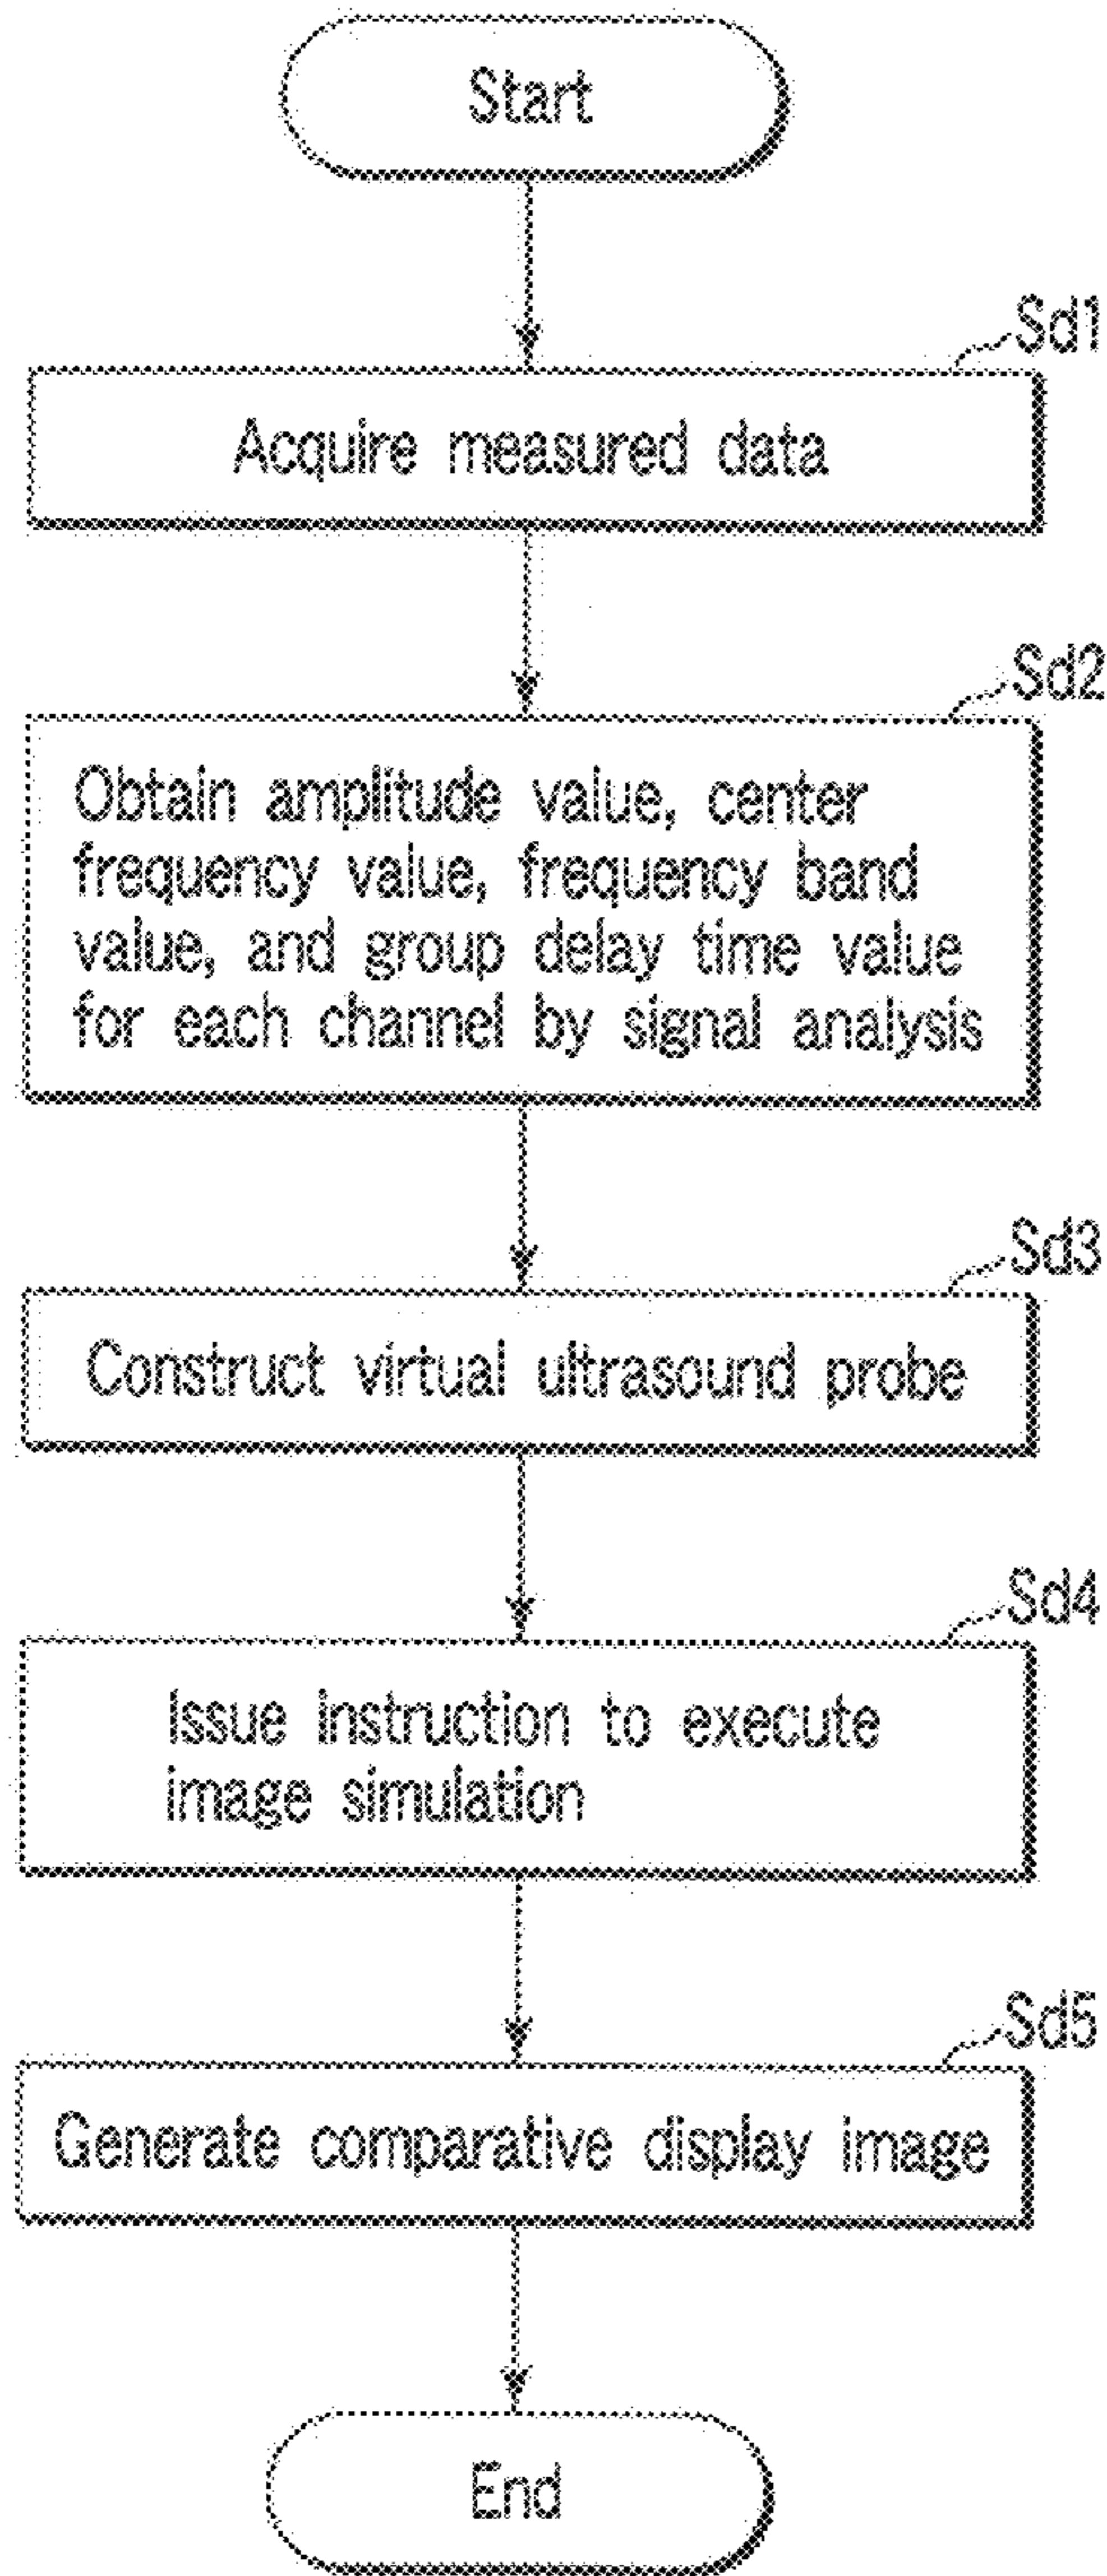 Start
Sd1
Acquire measured data
Sd2
Obtain amplitude value, center
frequency value, frequency band
value, and group delay time value
for each channel by signal analysis
Sd3
Construct virtual ultrasound probe
Sd4
Issue instruction to execute
image simulation
Sd5
Generate comparative display image
End